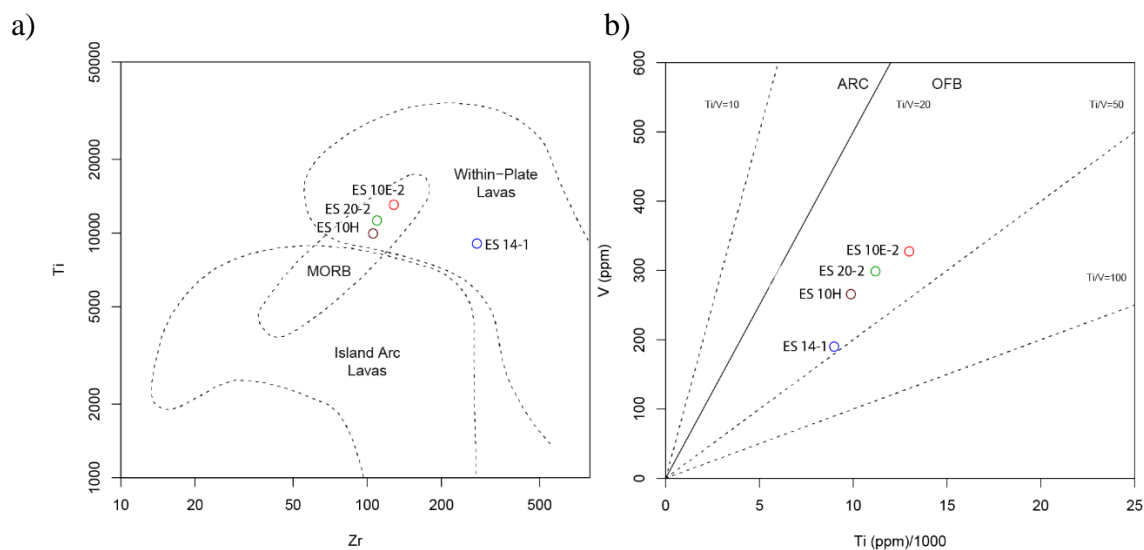 a)
50000
20000
10000
5000
2000
1000
Ti
10
20
50
100
200
500
Zr
Within−Plate
Lavas
ES 10E-2
ES 20-2
ES 10H
ES 14-1
MORB
Island Arc
Lavas
b)
600
500
400
300
200
100
0
V (ppm)
0
5
10
15
20
25
Ti (ppm)/1000
ARC
OFB
Ti/V=10
Ti/V=20
Ti/V=50
Ti/V=100
ES 10E-2
ES 20-2
ES 10H
ES 14-1